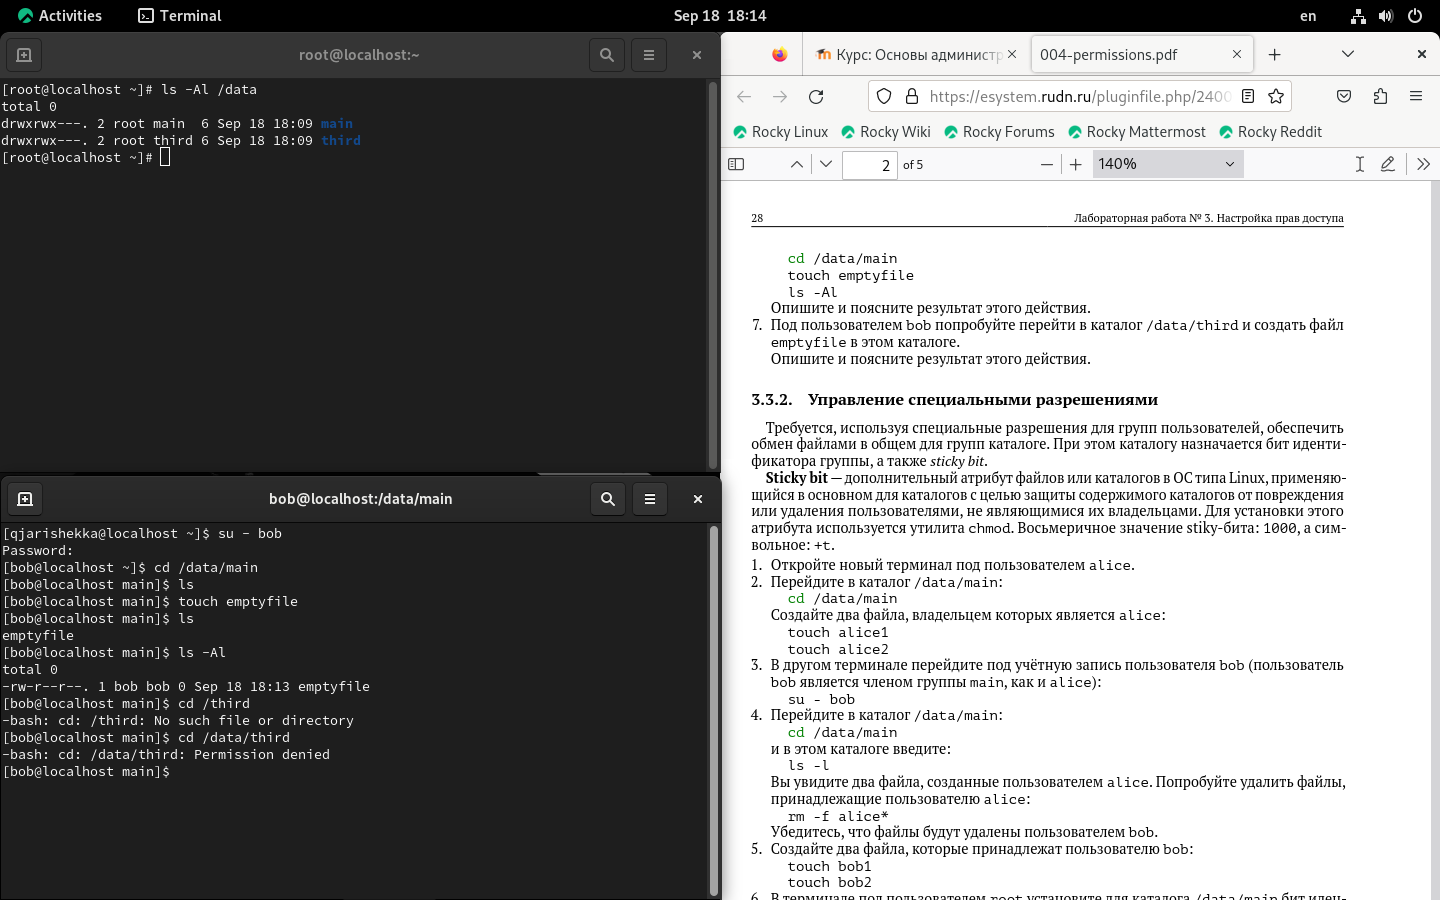 Activities Terminal Sep 18 18:14 en
root@localhost:~
[root@localhost ~]# ls -Al /data
total 0
drwxrwx---. 2 root main 6 Sep 18 18:09 main
drwxrwx---. 2 root third 6 Sep 18 18:09 third
[root@localhost ~]#
bob@localhost:/data/main
[qjarishekka@localhost ~]$ su - bob
Password:
[bob@localhost ~]$ cd /data/main
[bob@localhost main]$ ls
[bob@localhost main]$ touch emptyfile
[bob@localhost main]$ ls
emptyfile
[bob@localhost main]$ ls -Al
total 0
-rw-r--r--. 1 bob bob 0 Sep 18 18:13 emptyfile
[bob@localhost main]$ cd /third
-bash: cd: /third: No such file or directory
[bob@localhost main]$ cd /data/third
-bash: cd: /data/third: Permission denied
[bob@localhost main]$
Курс: Основы администр 004-permissions.pdf
https://esystem.rudn.ru/pluginfile.php/2400
Rocky Linux Rocky Wiki Rocky Forums Rocky Mattermost Rocky Reddit
2 of 5 140%
28 Лабораторная работа № 3. Настройка прав доступа
cd /data/main
touch emptyfile
ls -Al
Опишите и поясните результат этого действия.
7. Под пользователем bob попробуйте перейти в каталог /data/third и создать файл
emptyfile в этом каталоге.
Опишите и поясните результат этого действия.
3.3.2. Управление специальными разрешениями
Требуется, используя специальные разрешения для групп пользователей, обеспечить
обмен файлами в общем для групп каталоге. При этом каталогу назначается бит иденти-
фикатора группы, а также sticky bit.
Sticky bit — дополнительный атрибут файлов или каталогов в ОС типа Linux, применяю-
щийся в основном для каталогов с целью защиты содержимого каталогов от повреждения
или удаления пользователями, не являющимися их владельцами. Для установки этого
атрибута используется утилита chmod. Восьмеричное значение stiky-бита: 1000, а сим-
вольное: +t.
1. Откройте новый терминал под пользователем alice.
2. Перейдите в каталог /data/main:
cd /data/main
Создайте два файла, владельцем которых является alice:
touch alice1
touch alice2
3. В другом терминале перейдите под учётную запись пользователя bob (пользователь
bob является членом группы main, как и alice):
su - bob
4. Перейдите в каталог /data/main:
cd /data/main
и в этом каталоге введите:
ls -l
Вы увидите два файла, созданные пользователем alice. Попробуйте удалить файлы,
принадлежащие пользователю alice:
rm -f alice*
Убедитесь, что файлы будут удалены пользователем bob.
5. Создайте два файла, которые принадлежат пользователю bob:
touch bob1
touch bob2
6. В терминале под пользователем root установите для каталога /data/main бит иден-